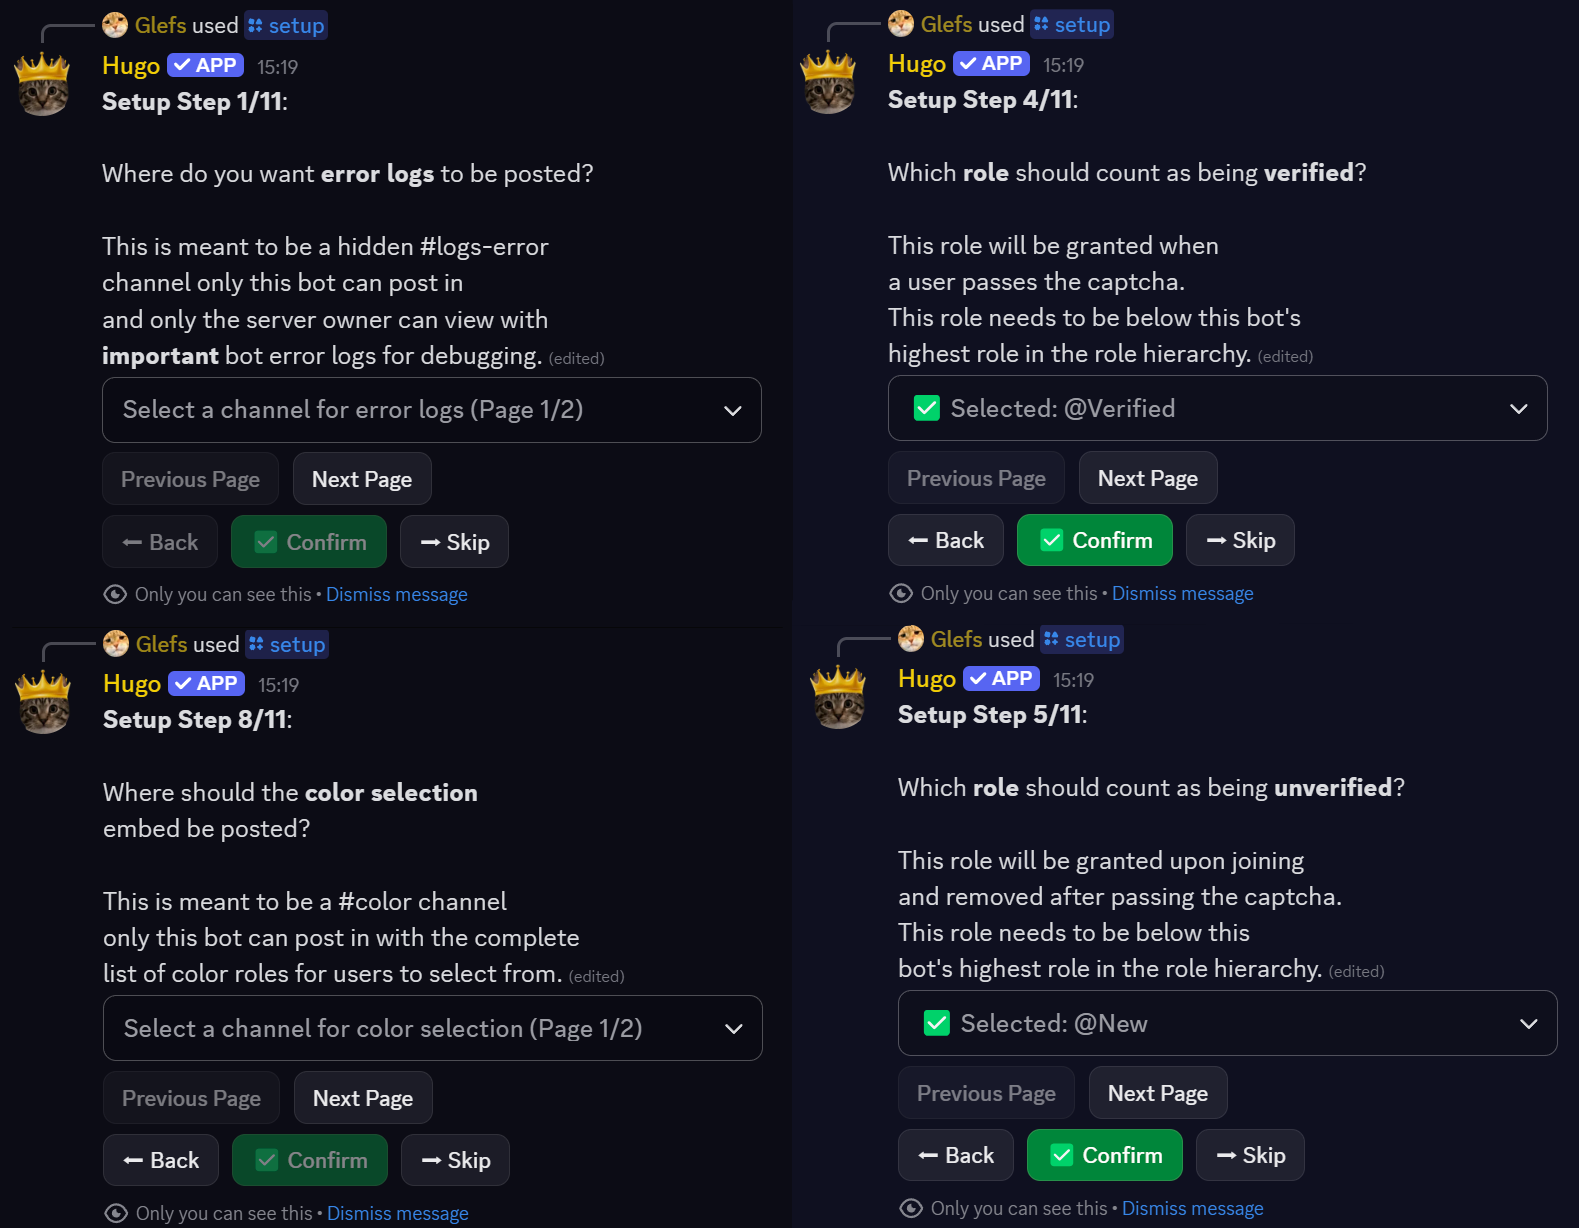 Glefs used setup
Hugo APP 15:19
Setup Step 1/11:
Where do you want error logs to be posted?
This is meant to be a hidden #logs-error
channel only this bot can post in
and only the server owner can view with
important bot error logs for debugging. (edited)
Select a channel for error logs (Page 1/2)
Previous Page Next Page
← Back Confirm → Skip
Only you can see this • Dismiss message
Glefs used setup
Hugo APP 15:19
Setup Step 4/11:
Which role should count as being verified?
This role will be granted when
a user passes the captcha.
This role needs to be below this bot's
highest role in the role hierarchy. (edited)
Selected: @Verified
Previous Page Next Page
← Back Confirm → Skip
Only you can see this • Dismiss message
Glefs used setup
Hugo APP 15:19
Setup Step 8/11:
Where should the color selection
embed be posted?
This is meant to be a #color channel
only this bot can post in with the complete
list of color roles for users to select from. (edited)
Select a channel for color selection (Page 1/2)
Previous Page Next Page
← Back Confirm → Skip
Only you can see this • Dismiss message
Glefs used setup
Hugo APP 15:19
Setup Step 5/11:
Which role should count as being unverified?
This role will be granted upon joining
and removed after passing the captcha.
This role needs to be below this
bot's highest role in the role hierarchy. (edited)
Selected: @New
Previous Page Next Page
← Back Confirm → Skip
Only you can see this • Dismiss message